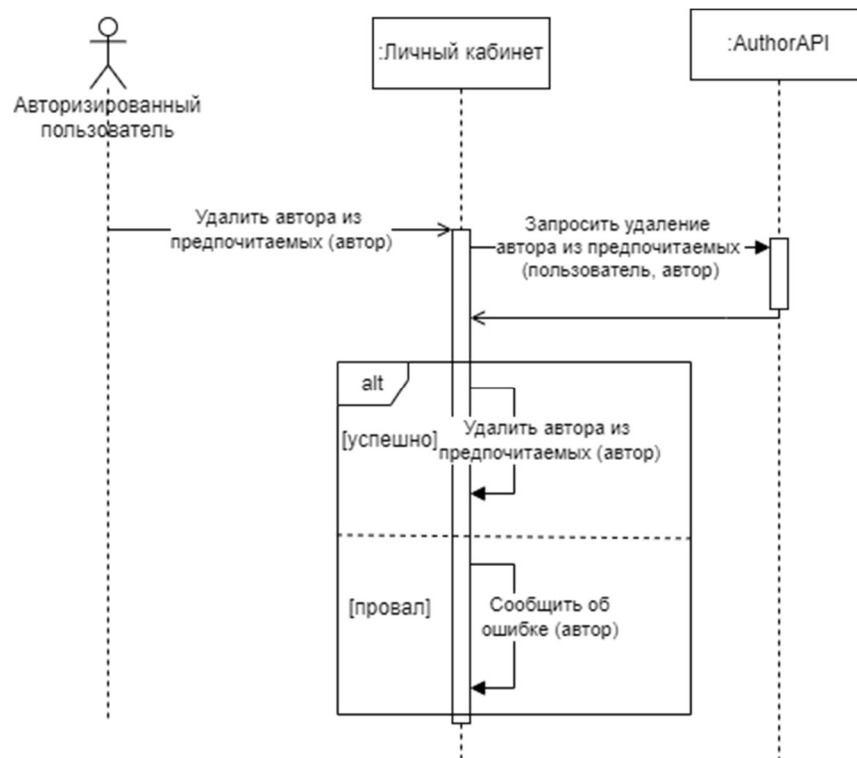 :Личный кабинет
:AuthorAPI
Авторизированный
пользователь
Удалить автора из
предпочитаемых (автор)
Запросить удаление
автора из предпочитаемых
(пользователь, автор)
alt
[успешно]
Удалить автора из
предпочитаемых (автор)
[провал]
Сообщить об
ошибке (автор)